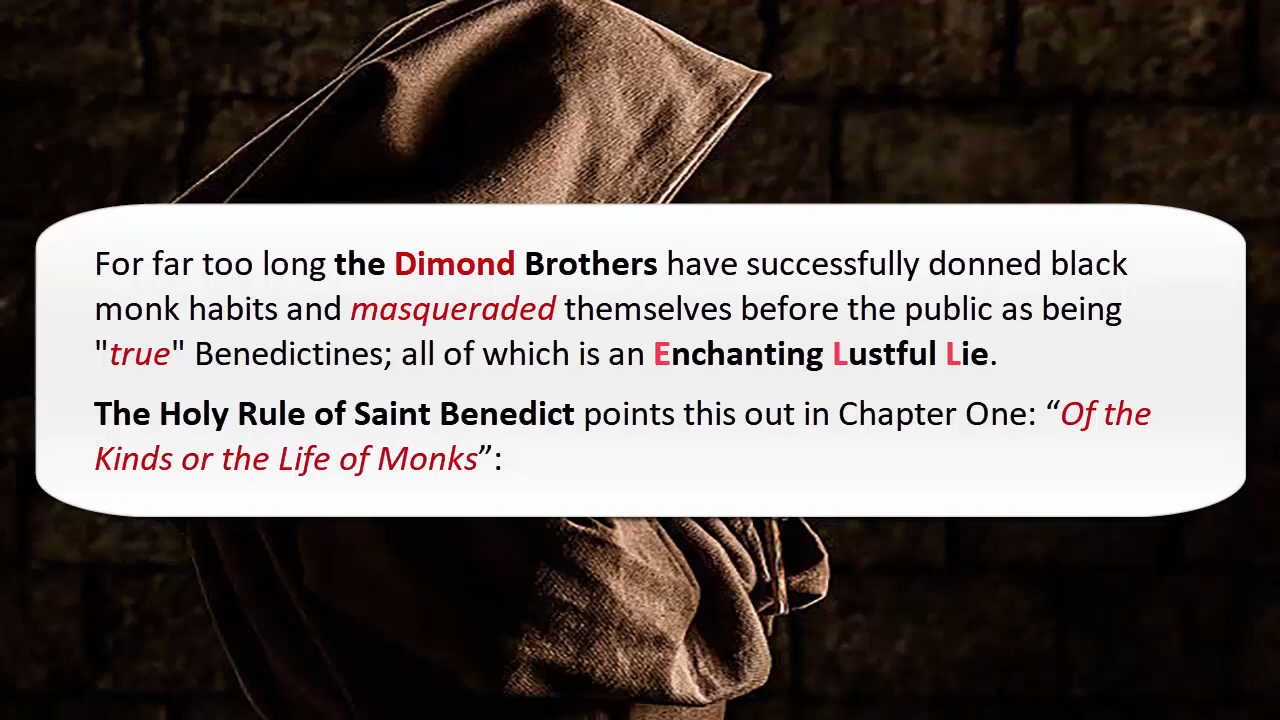 For far too long the Dimond Brothers have successfully donned black
monk habits and masqueraded themselves before the public as being
"true" Benedictines; all of which is an Enchanting Lustful Lie.
The Holy Rule of Saint Benedict points this out in Chapter One: “Of the
Kinds or the Life of Monks”: